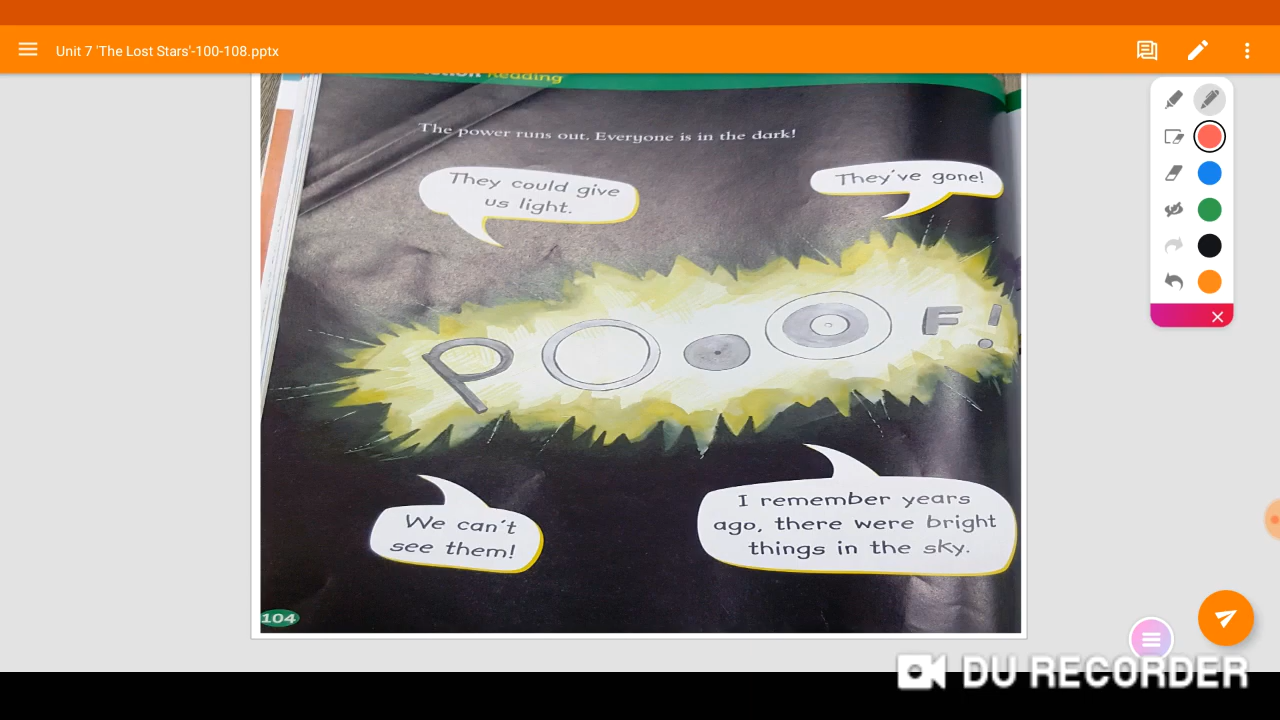 Unit 7 'The Lost Stars'-100-108.pptx
Reading
The power runs out. Everyone is in the dark!
They could give
us light.
They've gone!
POOOF!
We can't
see them!
I remember years
ago, there were bright
things in the sky.
104
DU RECORDER